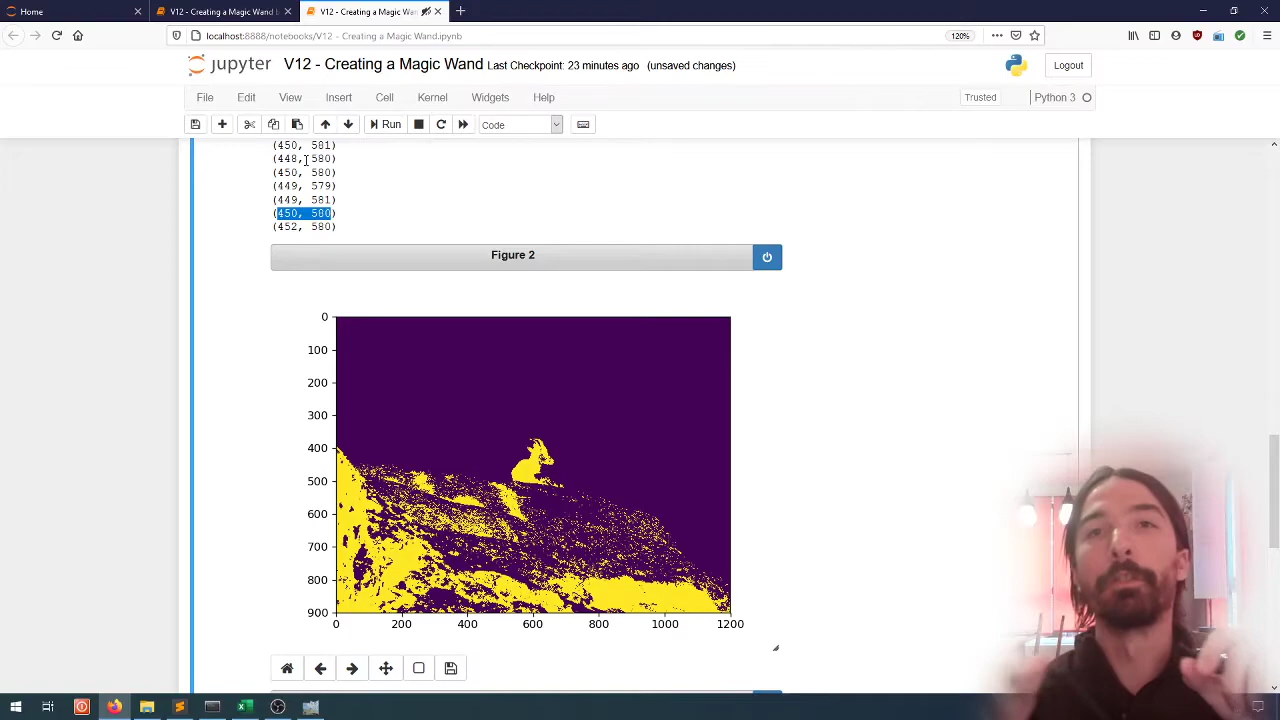 Home
V12 - Creating a Magic Wand
V12 - Creating a Magic Wan
localhost:8888/notebooks/V12 - Creating a Magic Wand.ipynb
120%
jupyter V12 - Creating a Magic Wand Last Checkpoint: 23 minutes ago (unsaved changes)
Logout
File Edit View Insert Cell Kernel Widgets Help
Trusted
Python 3
Run
Code
(450, 581)
(448, 580)
(450, 580)
(449, 579)
(449, 581)
(450, 580)
(452, 580)
Figure 2
0
100
200
300
400
500
600
700
800
900
0 200 400 600 800 1000 1200